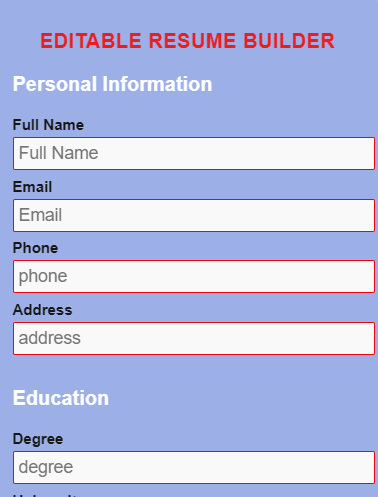 EDITABLE RESUME BUILDER
Personal Information
Full Name
Full Name
Email
Email
Phone
phone
Address
address
Education
Degree
degree